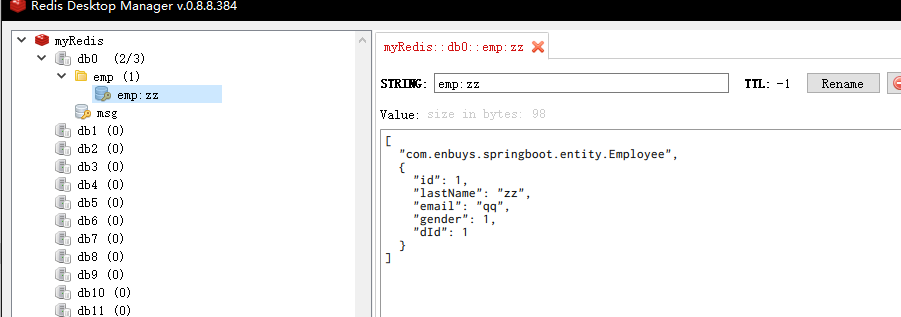 Redis Desktop Manager v.0.8.8.384
myRedis
db0 (2/3)
emp (1)
emp:zz
msg
db1 (0)
db2 (0)
db3 (0)
db4 (0)
db5 (0)
db6 (0)
db7 (0)
db8 (0)
db9 (0)
db10 (0)
db11 (0)
myRedis::db0::emp:zz
STRING: emp:zz TTL: -1 Rename
Value: size in bytes: 98
[
"com.enbuys.springboot.entity.Employee",
{
"id": 1,
"lastName": "zz",
"email": "qq",
"gender": 1,
"dId": 1
}
]